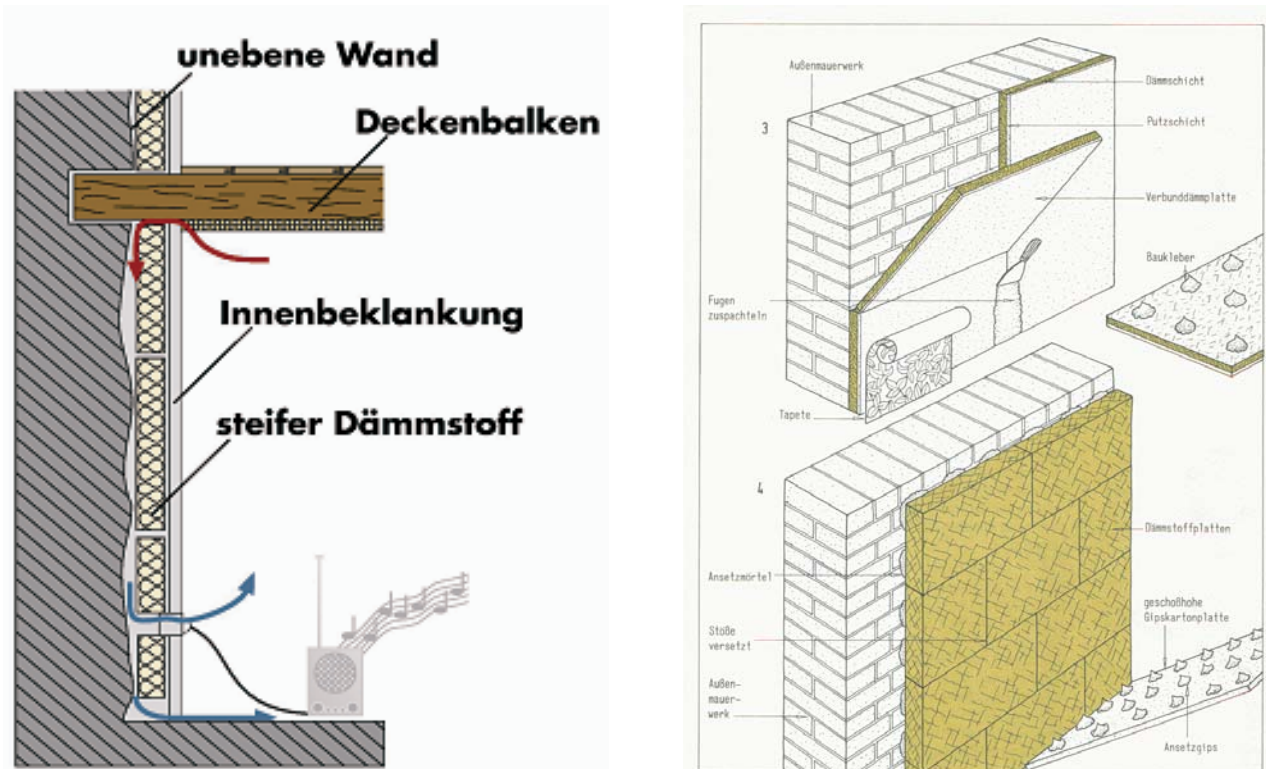 unebene Wand
Deckenbalken
Innenbeklankung
steifer Dämmstoff
3
Außenmauerwerk
Dämmschicht
Putzschicht
Verbunddämmplatte
Baukleber
Fugen
zuspachteln
Tapete
4
Dämmstoffplatten
Ansetzmörtel
geschoßhohe
Gipskartonplatte
Stöße
versetzt
Außen-
mauer-
werk
Ansetzgips